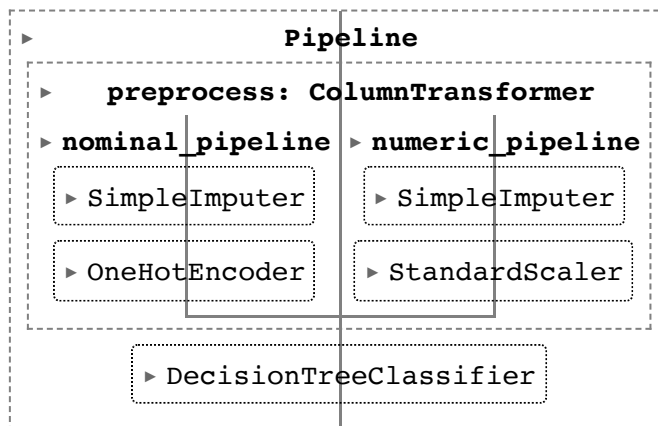 Pipeline
preprocess: ColumnTransformer
nominal_pipeline numeric_pipeline
SimpleImputer SimpleImputer
OneHotEncoder StandardScaler
DecisionTreeClassifier